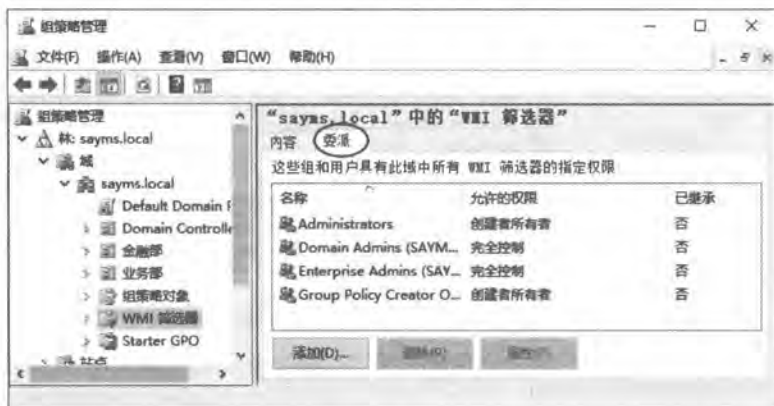 组策略管理
文件(F) 操作(A) 查看(V) 窗口(W) 帮助(H)
组策略管理
林: sayms.local
域
sayms.local
Default Domain P
Domain Controlle
金融部
业务部
组策略对象
WMI 筛选器
Starter GPO
站点
“sayms.local”中的“WMI 筛选器”
内容 委派
这些组和用户具有此域中所有 WMI 筛选器的指定权限
名称 允许的权限 已继承
Administrators 创建者所有者 否
Domain Admins (SAYM... 完全控制 否
Enterprise Admins (SAY... 完全控制 否
Group Policy Creator O... 创建者所有者 否
添加(D)... 删除(R)